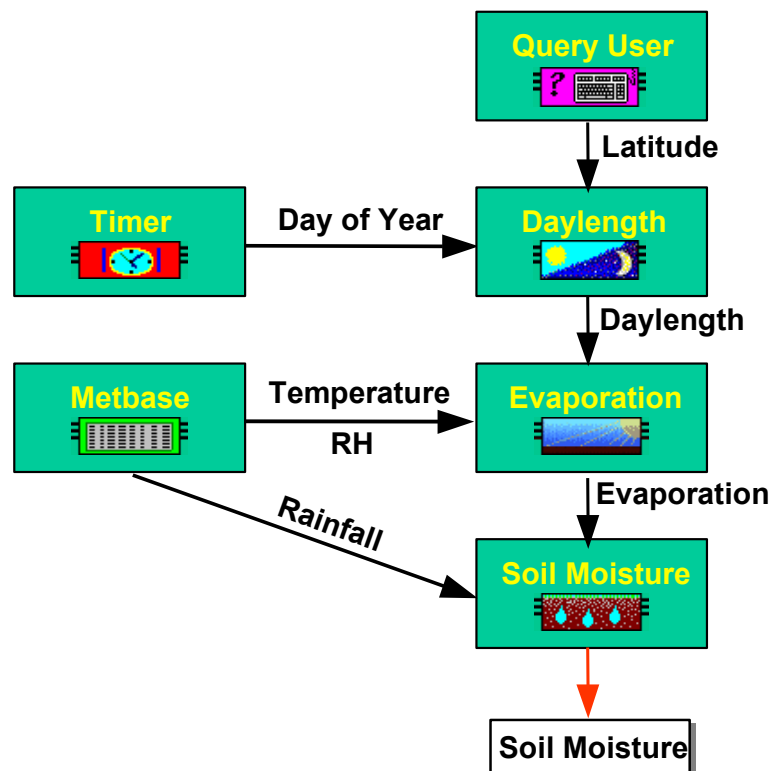 Query User
?
Latitude
Timer
Day of Year
Daylength
Daylength
Metbase
Temperature
RH
Evaporation
Rainfall
Evaporation
Soil Moisture
Soil Moisture